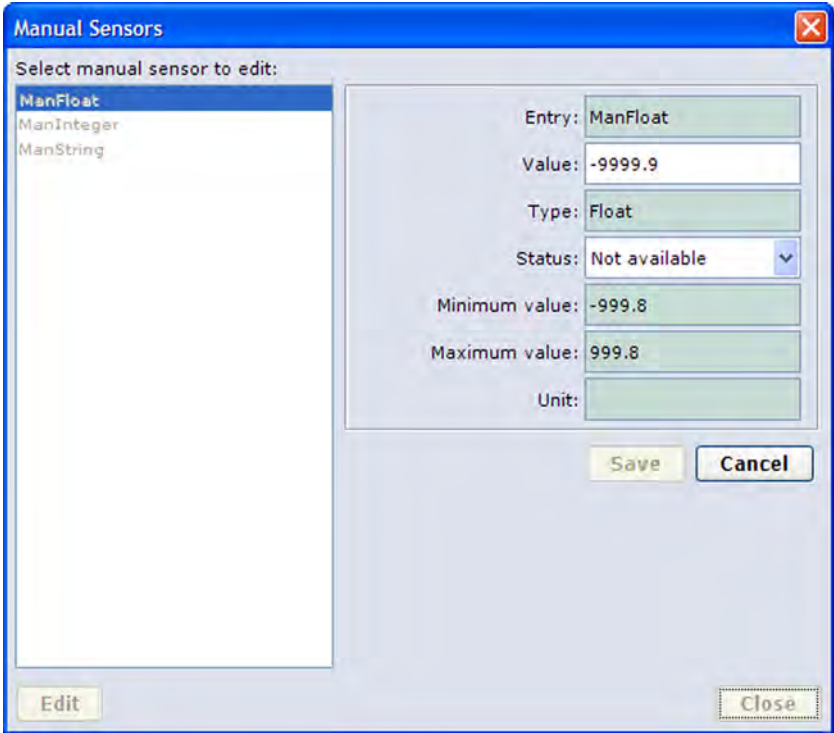 Manual Sensors
Select manual sensor to edit:
ManFloat
ManInteger
ManString
Entry: ManFloat
Value: -9999.9
Type: Float
Status: Not available
Minimum value: -999.8
Maximum value: 999.8
Unit:
Save Cancel
Edit Close